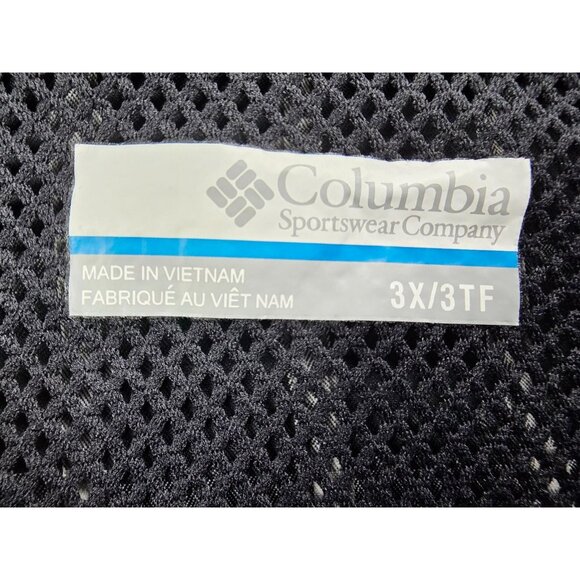 Columbia
Sportswear Company
MADE IN VIETNAM
FABRIQUÉ AU VIÊT NAM
3X/3TF